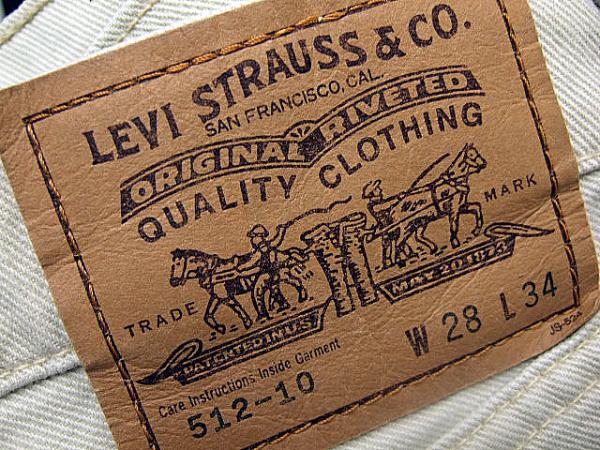 LEVI STRAUSS & CO.
SAN FRANCISCO, CAL.
ORIGINAL RIVETED
QUALITY CLOTHING
TRADE MARK
PATENTED IN U.S. MAY 20 1873
Care Instructions Inside Garment
512-10 W 28 L 34